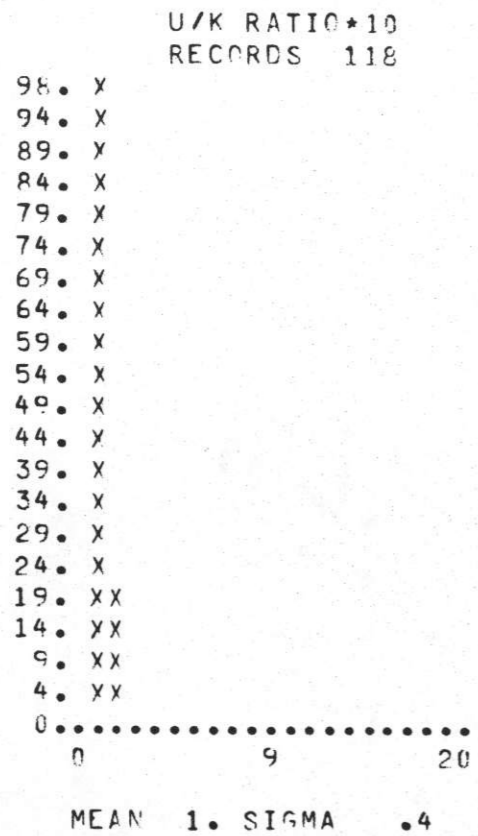 U/K RATIO*10
RECORDS 118
98. X
94. X
89. X
84. X
79. X
74. X
69. X
64. X
59. X
54. X
49. X
44. X
39. X
34. X
29. X
24. X
19. XX
14. XX
9. XX
4. XX
0......................
0 9 20
MEAN 1. SIGMA .4